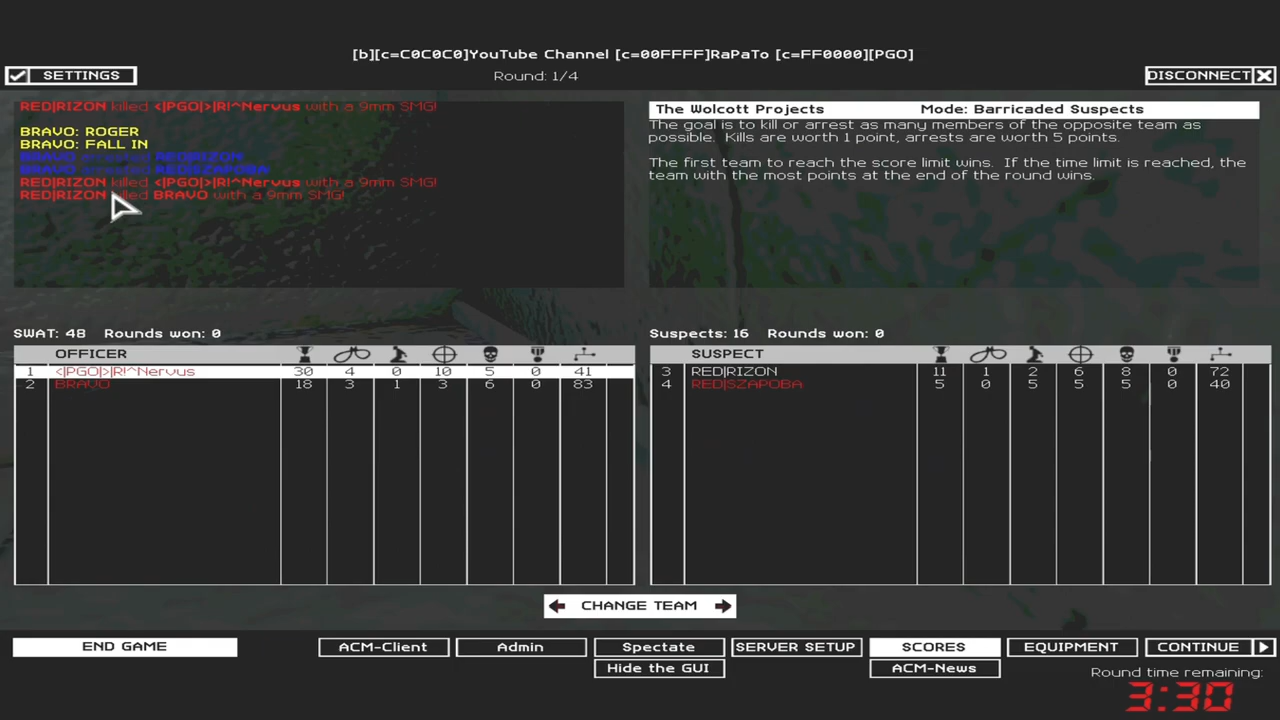 [b][c=C0C0C0]YouTube Channel [c=00FFFF]RaPaTo [c=FF0000][PGO]
SETTINGS
Round: 1/4
DISCONNECT
RED|RIZON killed <|PGO|>|R!^Nervus with a 9mm SMG!
BRAVO: ROGER
BRAVO: FALL IN
BRAVO arrested RED|RIZON!
BRAVO arrested RED|SZAPOBA!
RED|RIZON killed <|PGO|>|R!^Nervus with a 9mm SMG!
RED|RIZON killed BRAVO with a 9mm SMG!
The Wolcott Projects Mode: Barricaded Suspects
The goal is to kill or arrest as many members of the opposite team as
possible. Kills are worth 1 point, arrests are worth 5 points.
The first team to reach the score limit wins. If the time limit is reached, the
team with the most points at the end of the round wins.
SWAT: 48 Rounds won: 0
OFFICER
1 <|PGO|>|R!^Nervus 30 4 0 10 5 0 41
2 BRAVO 18 3 1 3 6 0 83
Suspects: 16 Rounds won: 0
SUSPECT
3 RED|RIZON 11 1 2 6 8 0 72
4 RED|SZAPOBA 5 0 5 5 5 0 40
CHANGE TEAM
END GAME
ACM-Client
Admin
Spectate
SERVER SETUP
SCORES
EQUIPMENT
CONTINUE
Hide the GUI
ACM-News
Round time remaining:
3:30